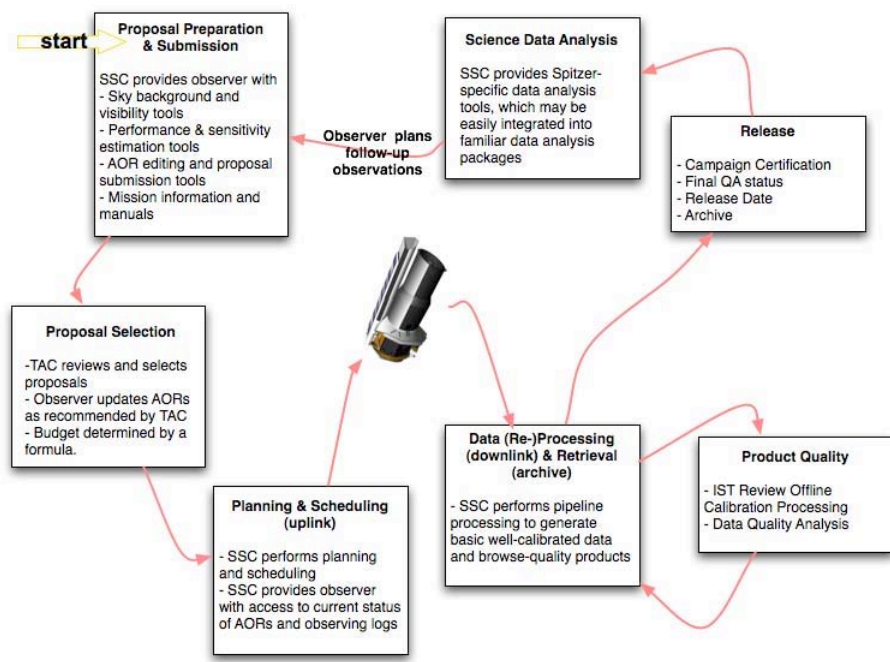 start
Proposal Preparation
& Submission
SSC provides observer with
- Sky background and
visibility tools
- Performance & sensitivity
estimation tools
- AOR editing and proposal
submission tools
- Mission information and
manuals
Observer plans
follow-up
observations
Science Data Analysis
SSC provides Spitzer-
specific data analysis
tools, which may be
easily integrated into
familiar data analysis
packages
Release
- Campaign Certification
- Final QA status
- Release Date
- Archive
Proposal Selection
-TAC reviews and selects
proposals
- Observer updates AORs
as recommended by TAC
- Budget determined by a
formula.
Planning & Scheduling
(uplink)
- SSC performs planning
and scheduling
- SSC provides observer
with access to current status
of AORs and observing logs
Data (Re-)Processing
(downlink) & Retrieval
(archive)
- SSC performs pipeline
processing to generate
basic well-calibrated data
and browse-quality products
Product Quality
- IST Review Offline
Calibration Processing
- Data Quality Analysis